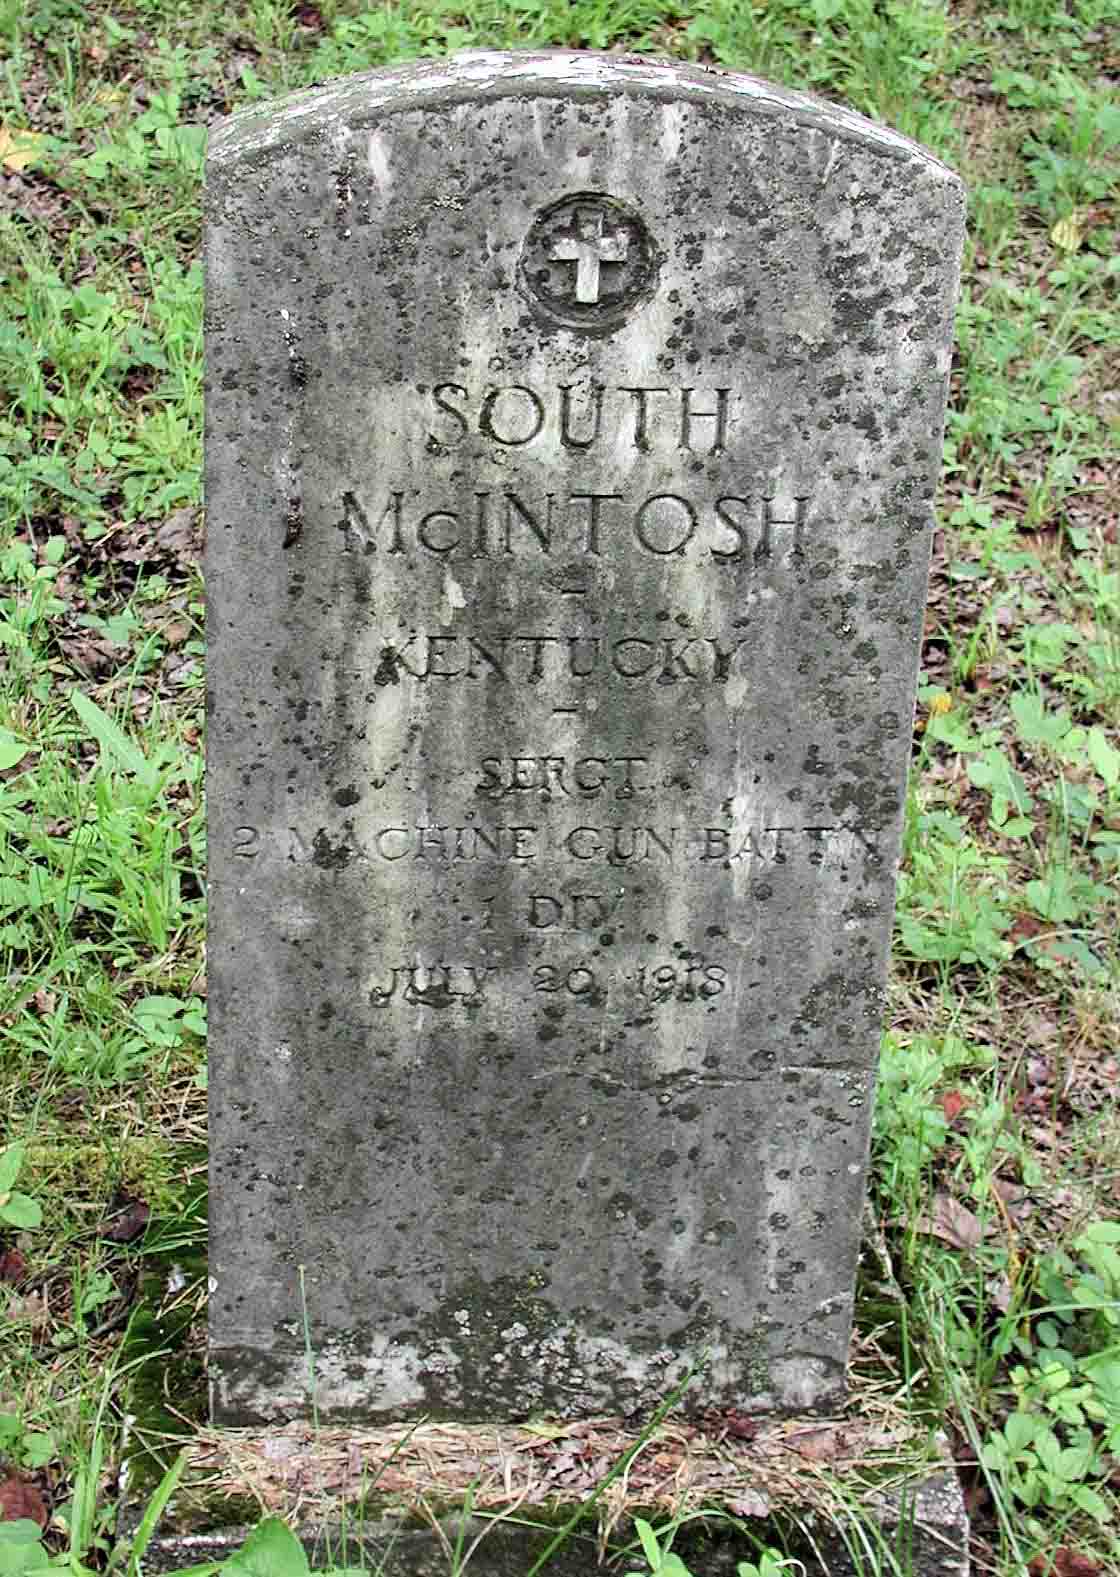 SOUTH
McINTOSH
-
KENTUCKY
-
SERGT.
2 MACHINE GUN BATT'N
1 DIV.
JULY 20, 1918